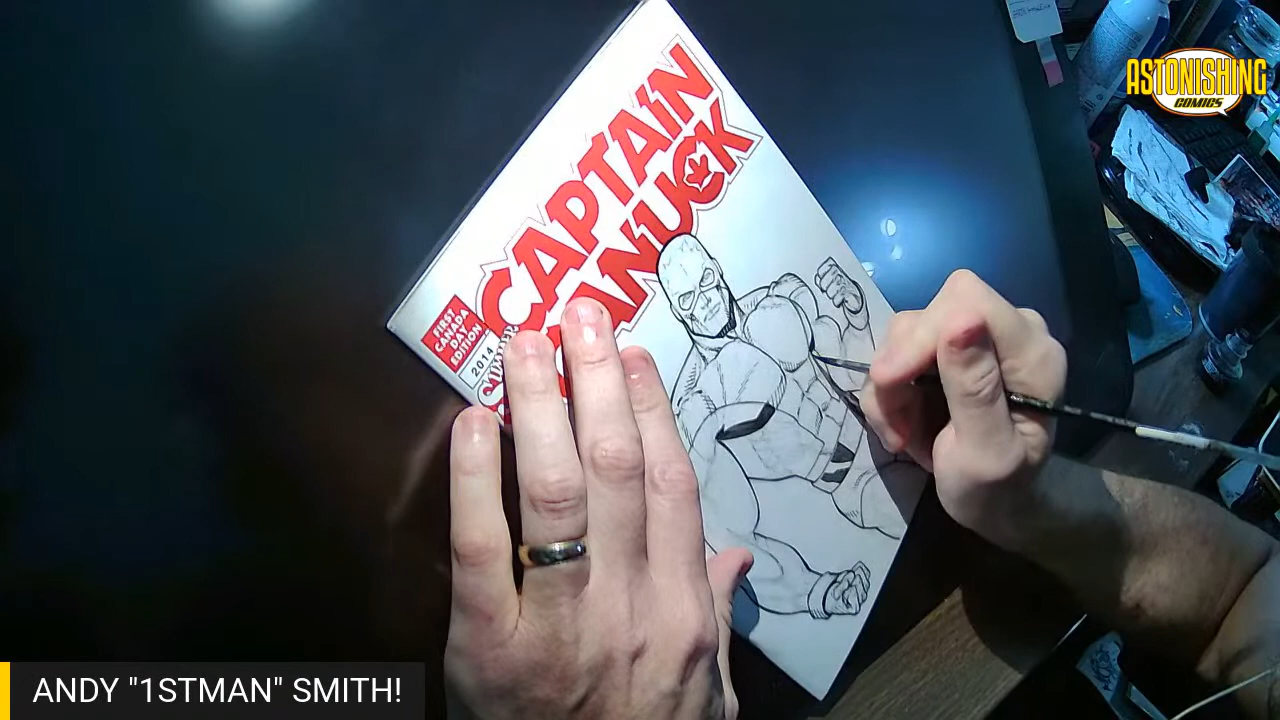 CAPTAIN
CANUCK
FIRST
CANADA
DAY
EDITION
2014
ASTONISHING
COMICS
ANDY "1STMAN" SMITH!